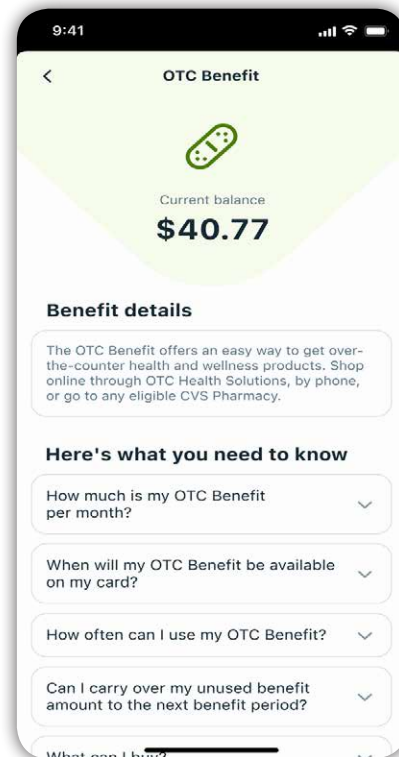 9:41
OTC Benefit
Current balance
$40.77
Benefit details
The OTC Benefit offers an easy way to get over-
the-counter health and wellness products. Shop
online through OTC Health Solutions, by phone,
or go to any eligible CVS Pharmacy.
Here's what you need to know
How much is my OTC Benefit
per month?
When will my OTC Benefit be available
on my card?
How often can I use my OTC Benefit?
Can I carry over my unused benefit
amount to the next benefit period?
What can I buy?